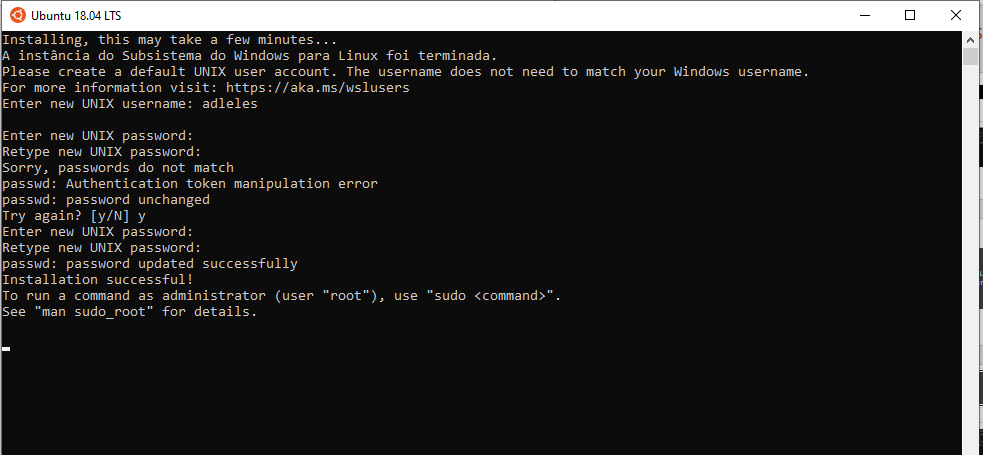 Ubuntu 18.04 LTS
Installing, this may take a few minutes...
A instância do Subsistema do Windows para Linux foi terminada.
Please create a default UNIX user account. The username does not need to match your Windows username.
For more information visit: https://aka.ms/wslusers
Enter new UNIX username: adleles
Enter new UNIX password:
Retype new UNIX password:
Sorry, passwords do not match
passwd: Authentication token manipulation error
passwd: password unchanged
Try again? [y/N] y
Enter new UNIX password:
Retype new UNIX password:
passwd: password updated successfully
Installation successful!
To run a command as administrator (user "root"), use "sudo <command>".
See "man sudo_root" for details.